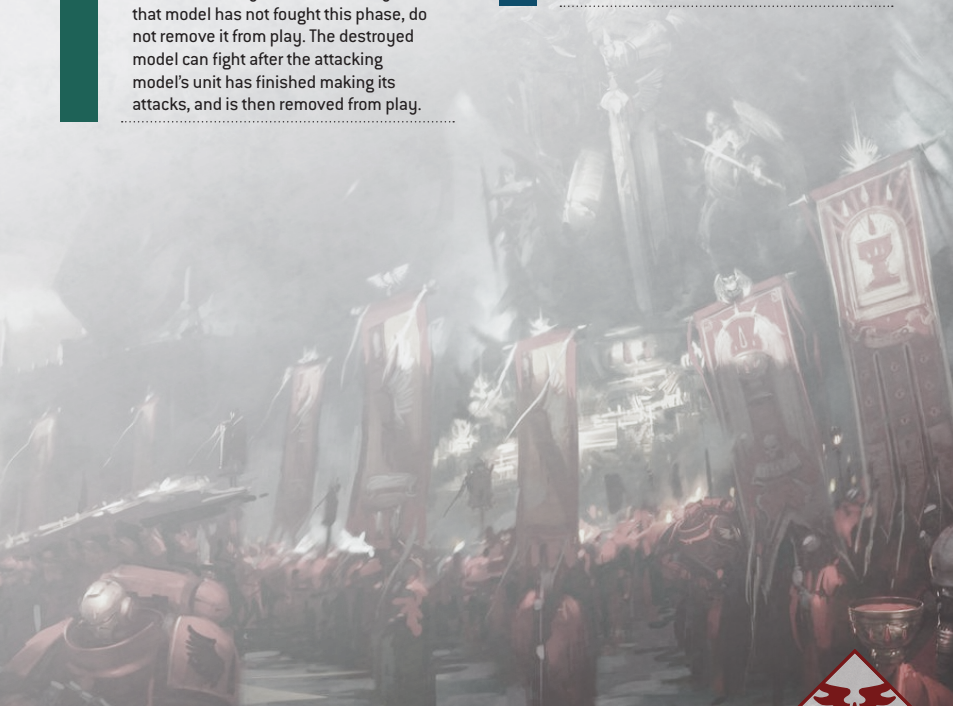 that model has not fought this phase, do
not remove it from play. The destroyed
model can fight after the attacking
model's unit has finished making its
attacks, and is then removed from play.